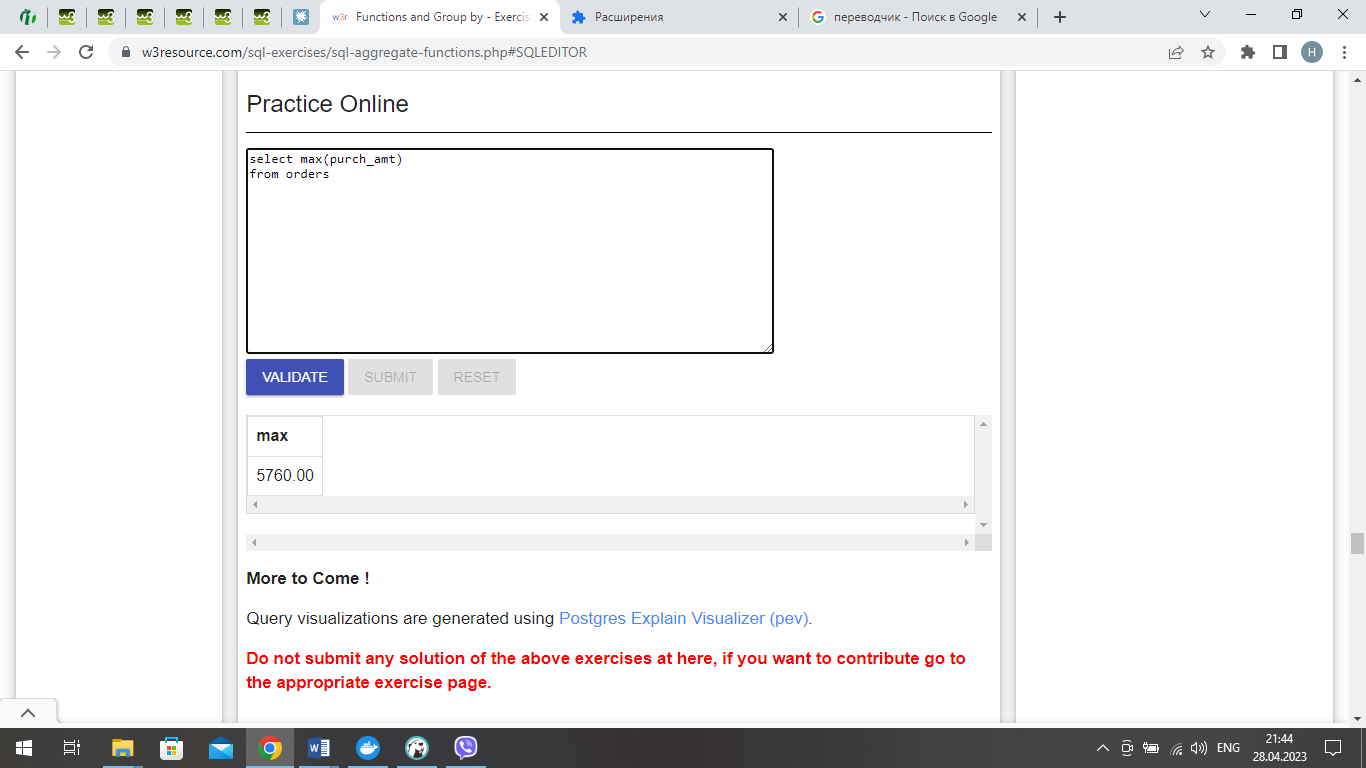 w3r Functions and Group by - Exercis
Расширения
переводчик - Поиск в Google
w3resource.com/sql-exercises/sql-aggregate-functions.php#SQLEDITOR
H
Practice Online
select max(purch_amt)
from orders
VALIDATE
SUBMIT
RESET
max
5760.00
More to Come !
Query visualizations are generated using Postgres Explain Visualizer (pev).
Do not submit any solution of the above exercises at here, if you want to contribute go to
the appropriate exercise page.
ENG
21:44
28.04.2023